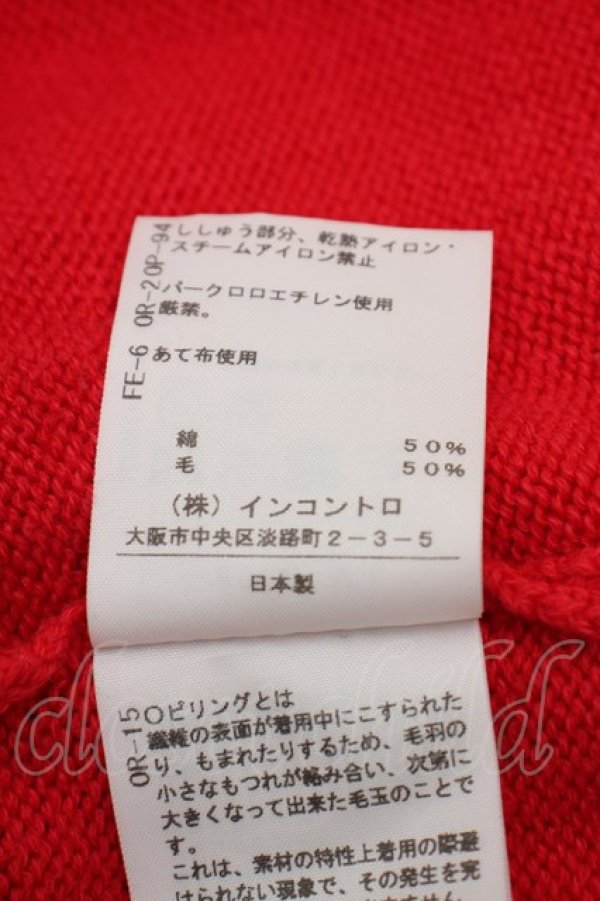 OP-94
ししゅう部分、乾熱アイロン・
スチームアイロン禁止
OR-2
パークロロエチレン使用
厳禁。
FE-6
あて布使用
綿 50%
毛 50%
(株)インコントロ
大阪市中央区淡路町2-3-5
日本製
OR-15
○ピリングとは
繊維の表面が着用中にこすられた
り、もまれたりするため、毛羽の
小さなもつれが絡み合い、次第に
大きくなって出来た毛玉のことで
す。
これは、素材の特性上着用の際避
けられない現象で、その発生を完